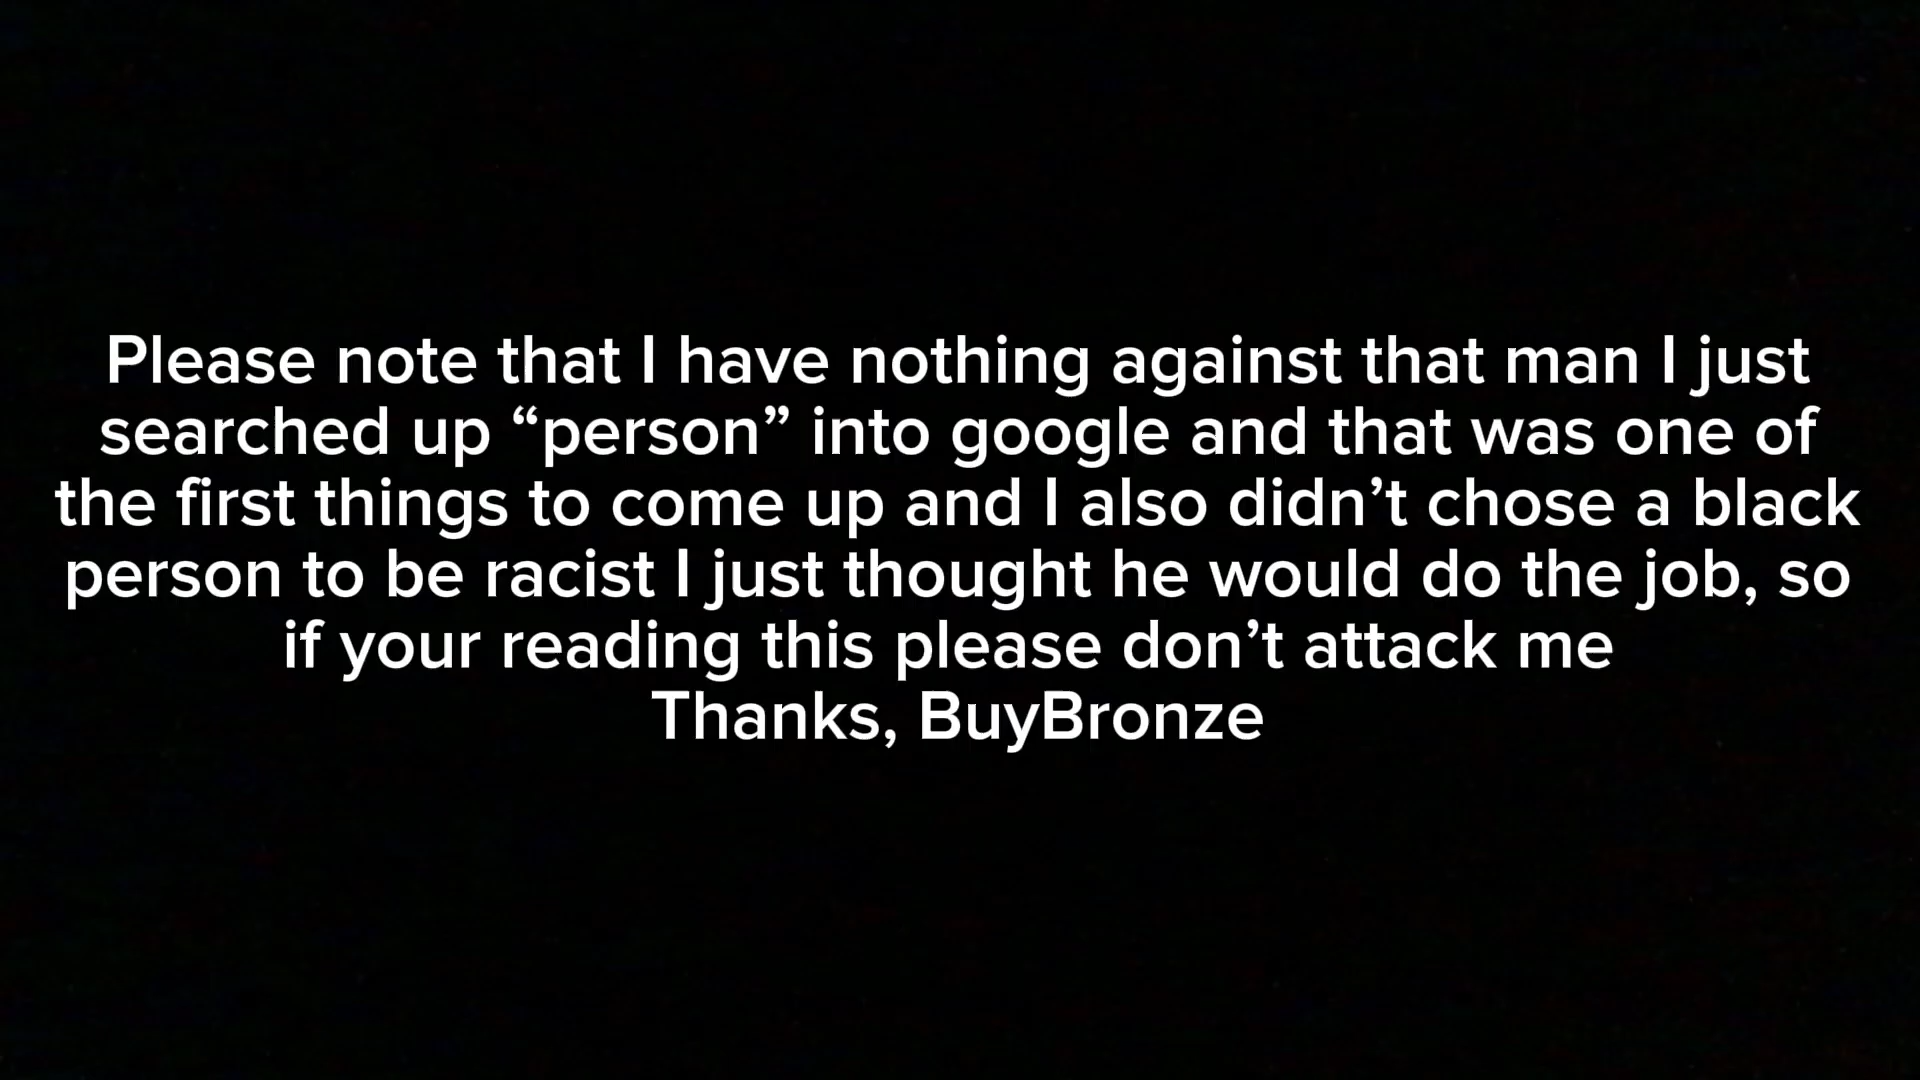 Please note that I have nothing against that man I just
searched up “person” into google and that was one of
the first things to come up and I also didn’t chose a black
person to be racist I just thought he would do the job, so
if your reading this please don’t attack me
Thanks, BuyBronze